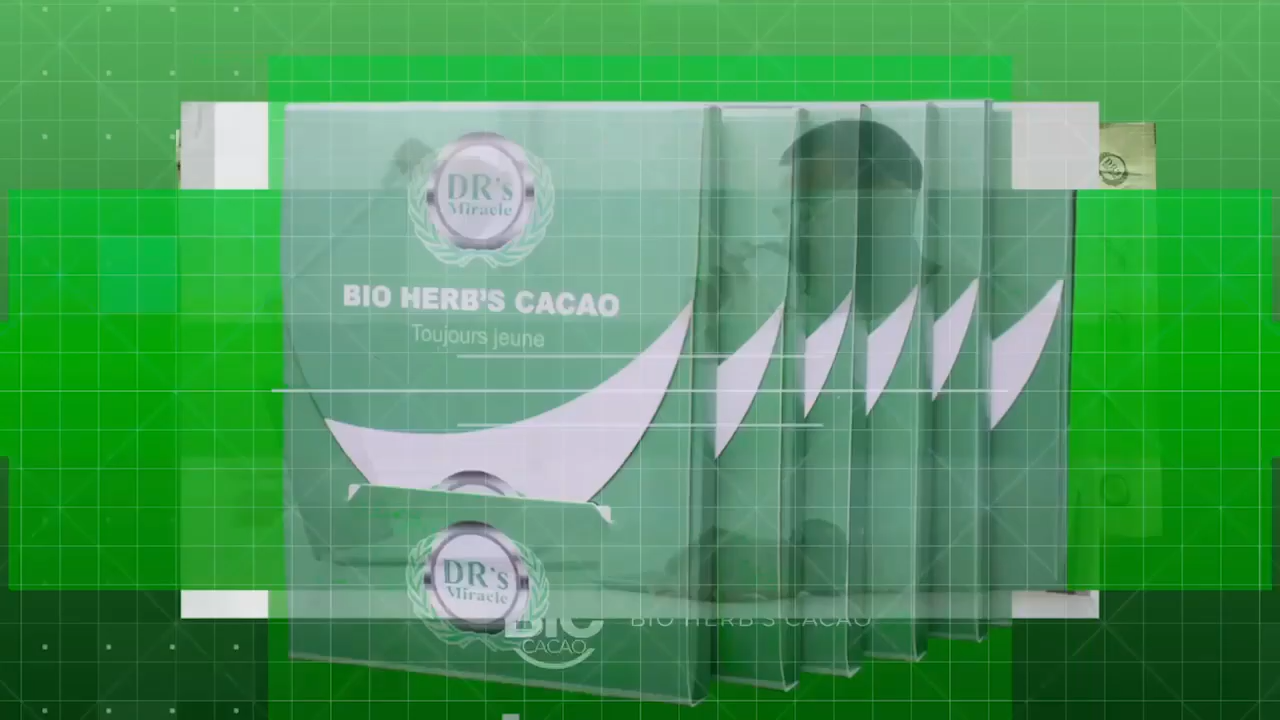 DR's
Miracle
BIO HERB'S CACAO
Toujours jeune
DR's
Miracle
BIO
CACAO
BIO HERB'S CACAO